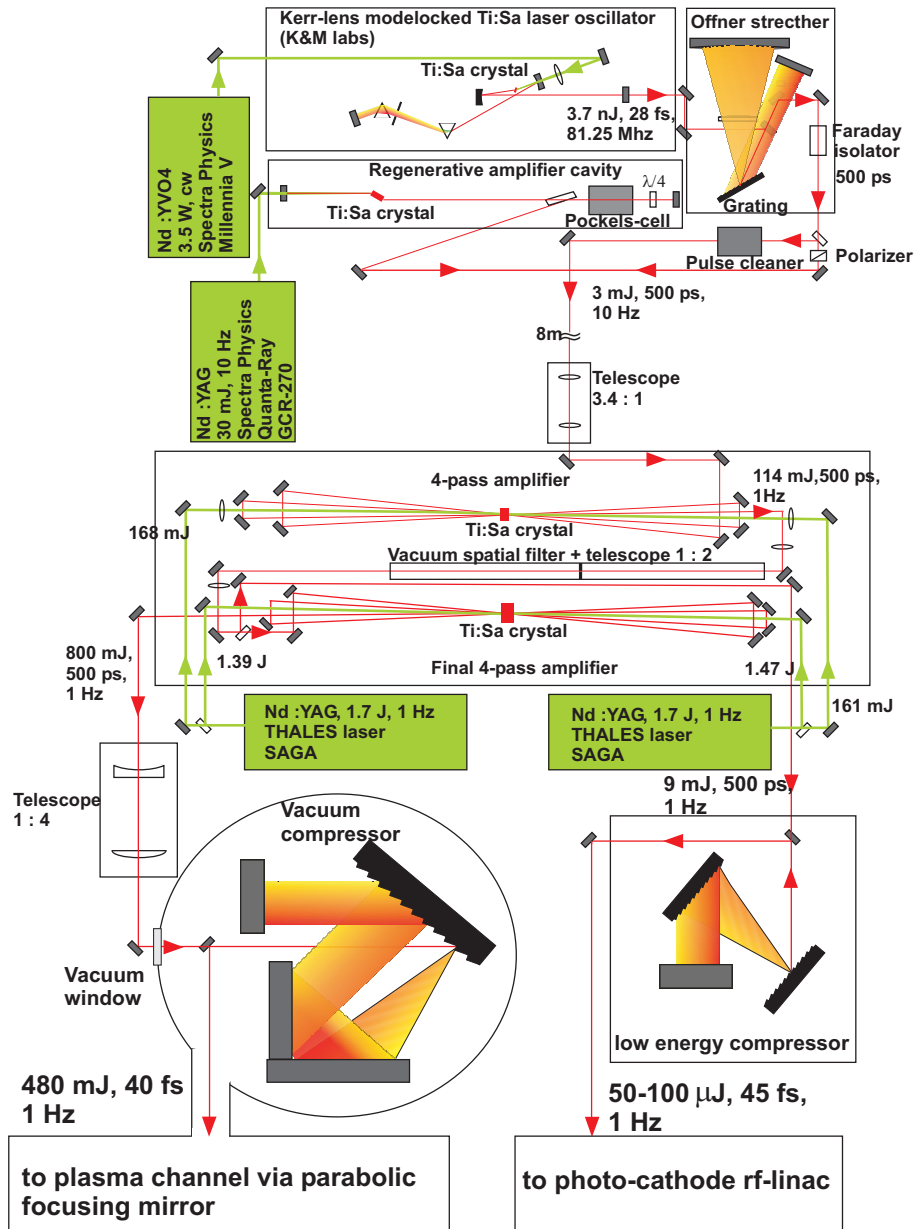 Kerr-lens modelocked Ti:Sa laser oscillator
(K&M labs)
Ti:Sa crystal
3.7 nJ, 28 fs,
81.25 Mhz
Offner strecther
Grating
Faraday
isolator
500 ps
Nd :YVO4
3.5 W, cw
Spectra Physics
Millennia V
Regenerative amplifier cavity
Ti:Sa crystal
λ/4
Pockels-cell
Pulse cleaner
Polarizer
Nd :YAG
30 mJ, 10 Hz
Spectra Physics
Quanta-Ray
GCR-270
3 mJ, 500 ps,
10 Hz
8m
Telescope
3.4 : 1
4-pass amplifier
114 mJ,500 ps,
1Hz
168 mJ
Ti:Sa crystal
Vacuum spatial filter + telescope 1 : 2
Ti:Sa crystal
800 mJ,
500 ps,
1 Hz
1.39 J
Final 4-pass amplifier
1.47 J
161 mJ
Nd :YAG, 1.7 J, 1 Hz
THALES laser
SAGA
Nd :YAG, 1.7 J, 1 Hz
THALES laser
SAGA
9 mJ, 500 ps,
1 Hz
Telescope
1 : 4
Vacuum
compressor
Vacuum
window
low energy compressor
480 mJ, 40 fs
1 Hz
50-100 μJ, 45 fs,
1 Hz
to plasma channel via parabolic
focusing mirror
to photo-cathode rf-linac